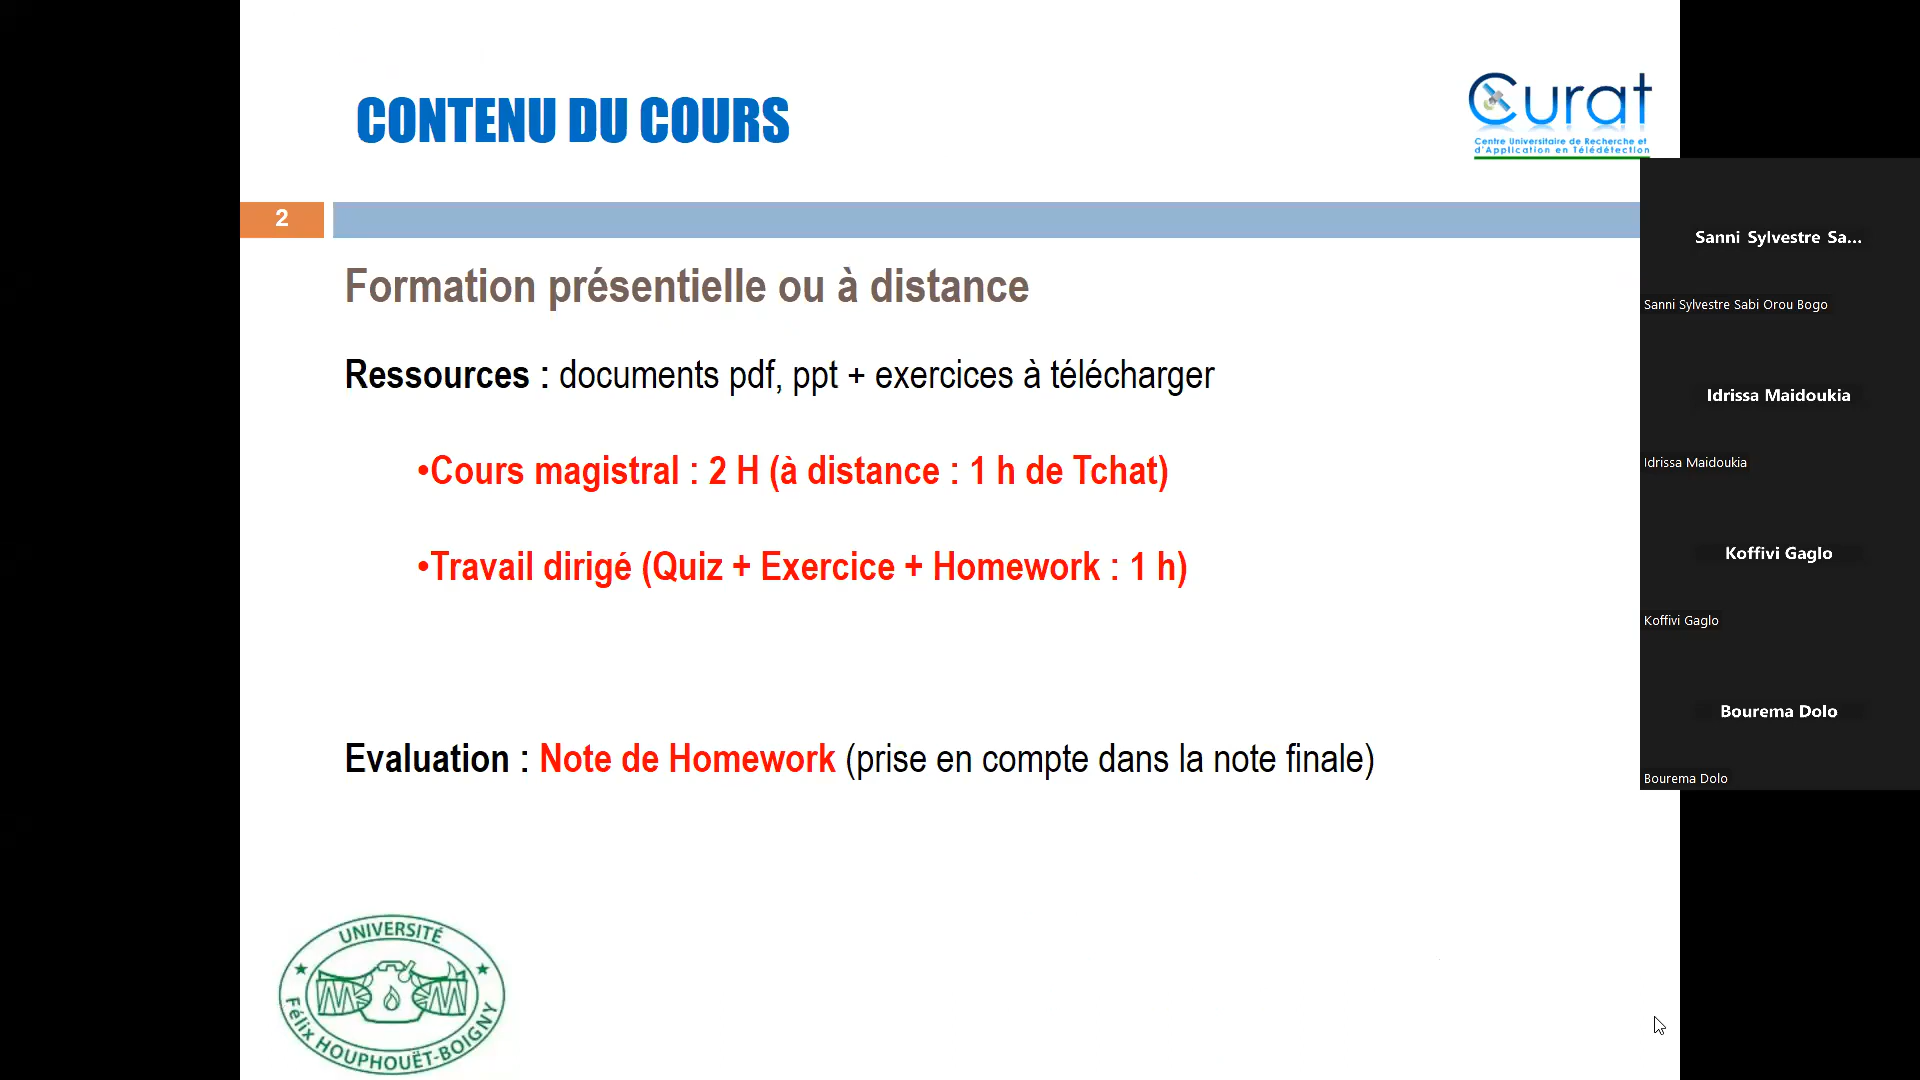 CONTENU DU COURS
Curat
Centre Universitaire de Recherche et
d'Application en Télédétection
2
Formation présentielle ou à distance
Ressources : documents pdf, ppt + exercices à télécharger
•Cours magistral : 2 H (à distance : 1 h de Tchat)
•Travail dirigé (Quiz + Exercice + Homework : 1 h)
Evaluation : Note de Homework (prise en compte dans la note finale)
UNIVERSITÉ
Félix HOUPHOUËT-BOIGNY
Sanni Sylvestre Sa...
Sanni Sylvestre Sabi Orou Bogo
Idrissa Maidoukia
Idrissa Maidoukia
Koffivi Gaglo
Koffivi Gaglo
Bourema Dolo
Bourema Dolo